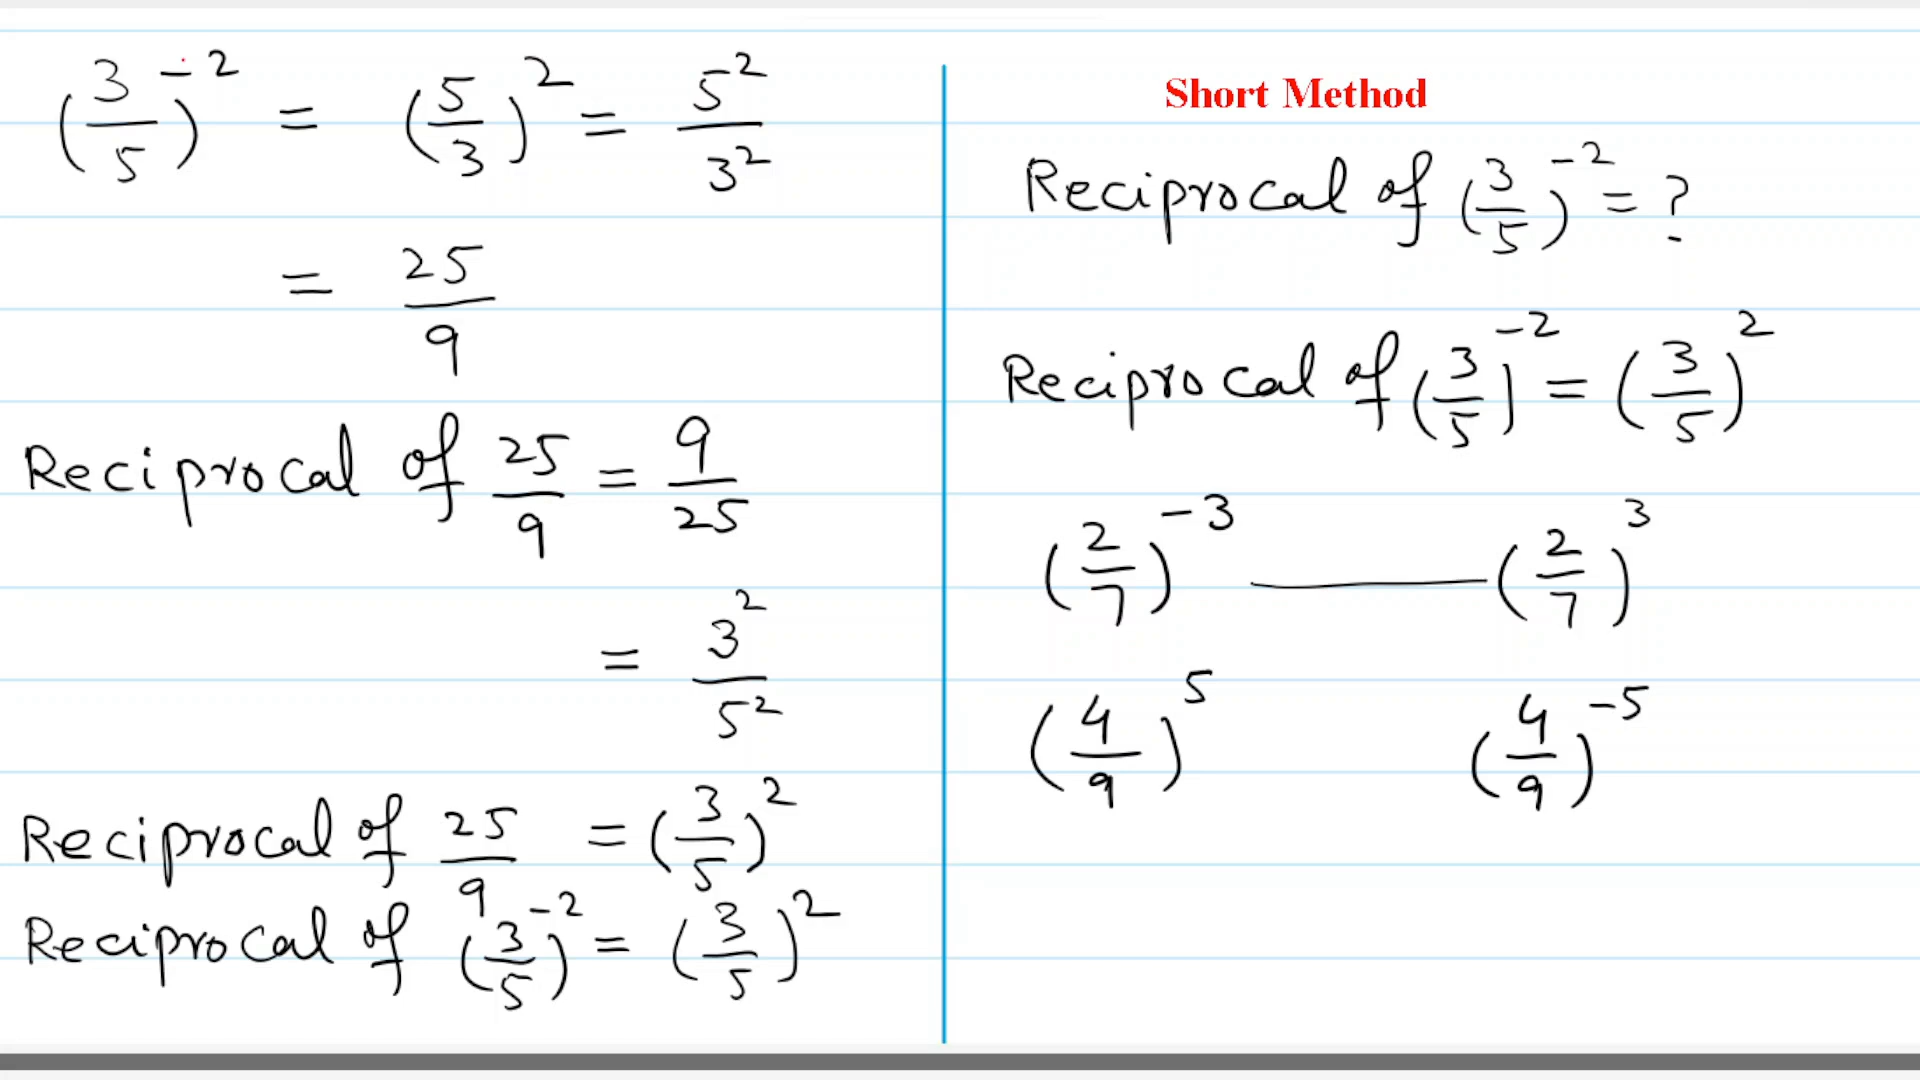 (3/5)^-2 = (5/3)^2 = 5^2/3^2
= 25/9
Reciprocal of 25/9 = 9/25
= 3^2/5^2
Reciprocal of 25/9 = (3/5)^2
Reciprocal of (3/5)^-2 = (3/5)^2
Short Method
Reciprocal of (3/5)^-2 = ?
Reciprocal of (3/5)^-2 = (3/5)^2
(2/7)^-3 —— (2/7)^3
(4/9)^5 (4/9)^-5